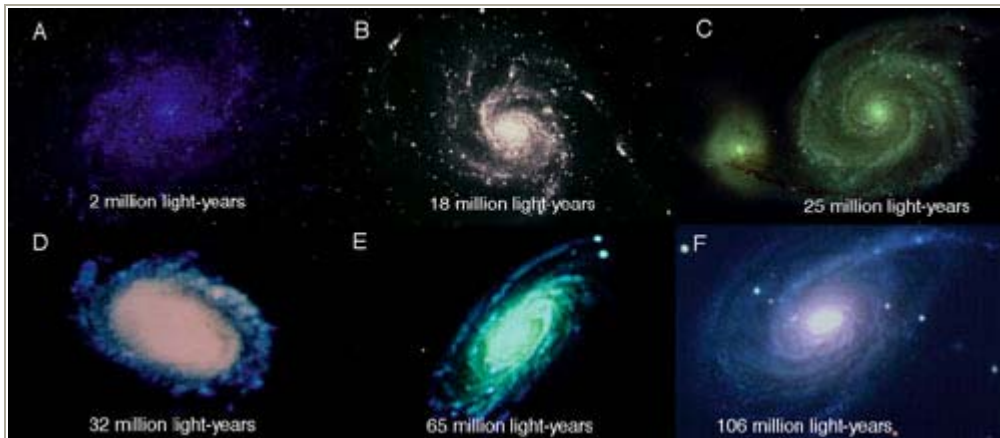 A
B
C
2 million light-years
18 million light-years
25 million light-years
D
E
F
32 million light-years
65 million light-years
106 million light-years